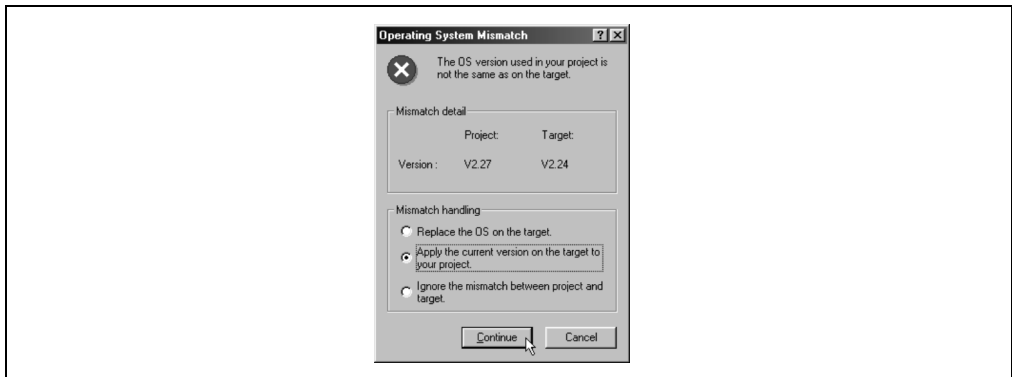 Operating System Mismatch
The OS version used in your project is
not the same as on the target.
Mismatch detail
Project: Target:
Version : V2.27 V2.24
Mismatch handling
Replace the OS on the target.
Apply the current version on the target to
your project.
Ignore the mismatch between project and
target.
Continue Cancel